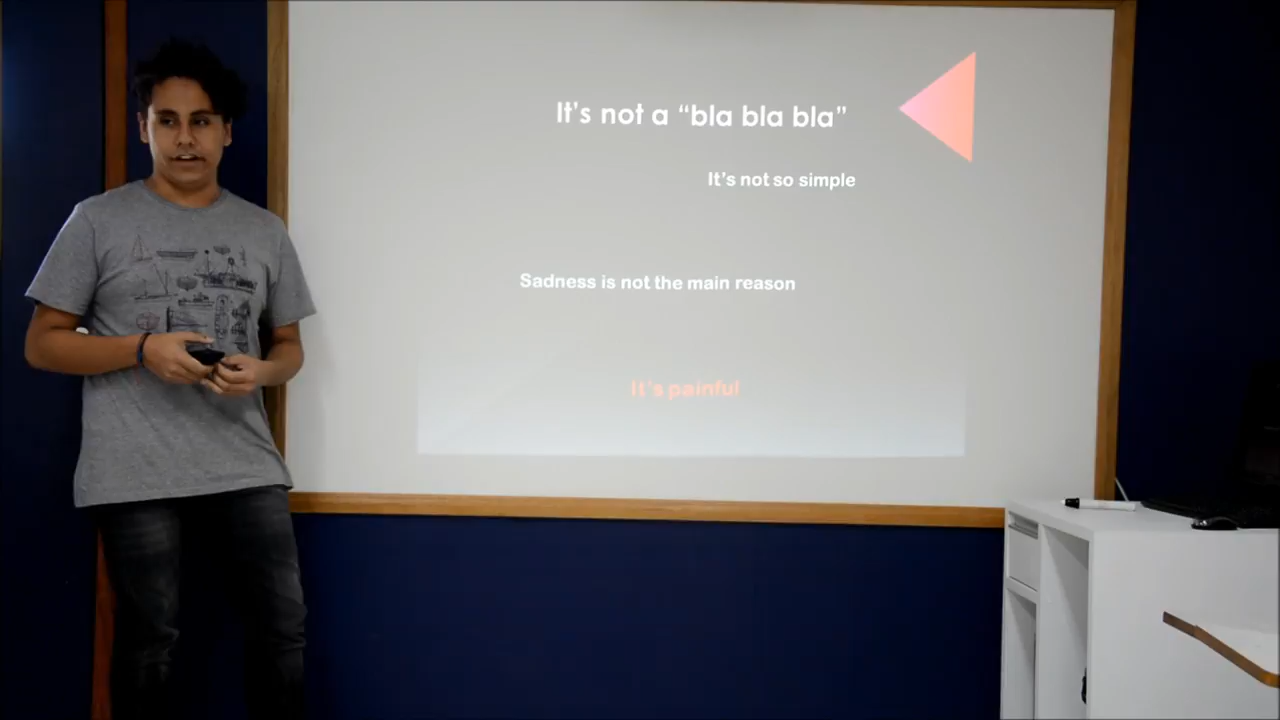 It's not a “bla bla bla”
It's not so simple
Sadness is not the main reason
It's painful